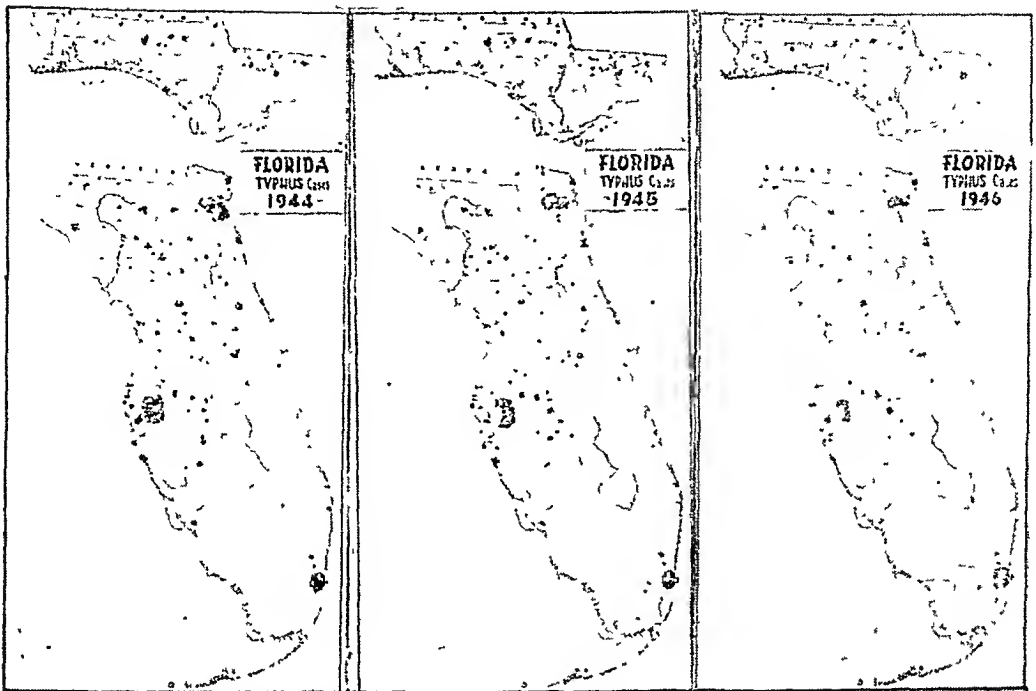 FLORIDA
TYPHUS Cases
1944
FLORIDA
TYPHUS Cases
1945
FLORIDA
TYPHUS Cases
1946